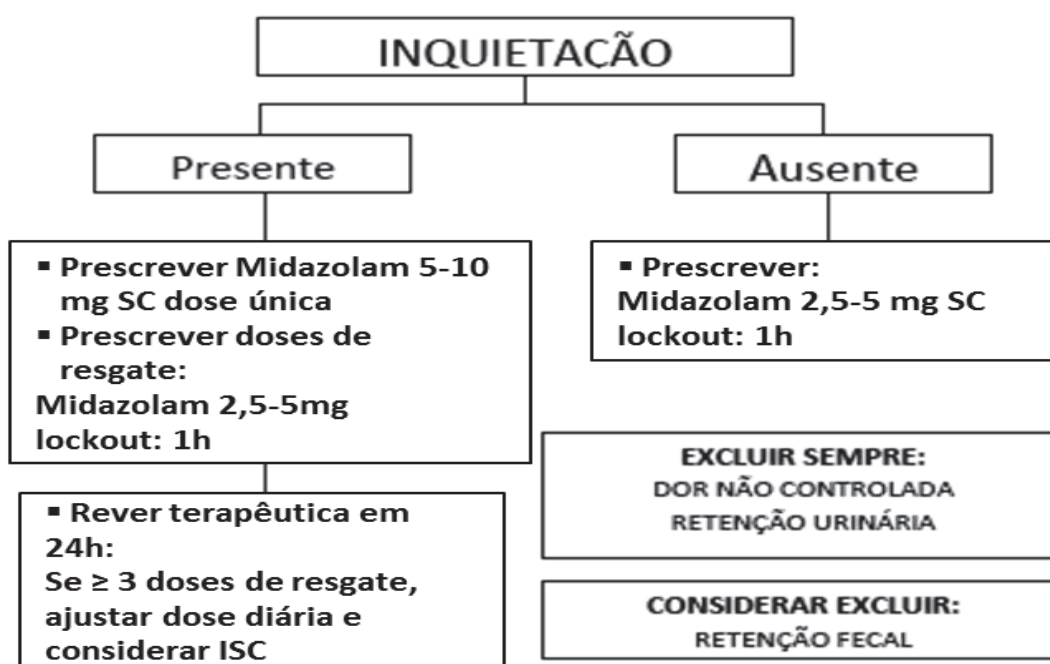 INQUIETAÇÃO
Presente
▪ Prescrever Midazolam 5-10
mg SC dose única
▪ Prescrever doses de
resgate:
Midazolam 2,5-5mg
lockout: 1h
▪ Rever terapêutica em
24h:
Se ≥ 3 doses de resgate,
ajustar dose diária e
considerar ISC
Ausente
▪ Prescrever:
Midazolam 2,5-5 mg SC
lockout: 1h
EXCLUIR SEMPRE:
DOR NÃO CONTROLADA
RETENÇÃO URINÁRIA
CONSIDERAR EXCLUIR:
RETENÇÃO FECAL